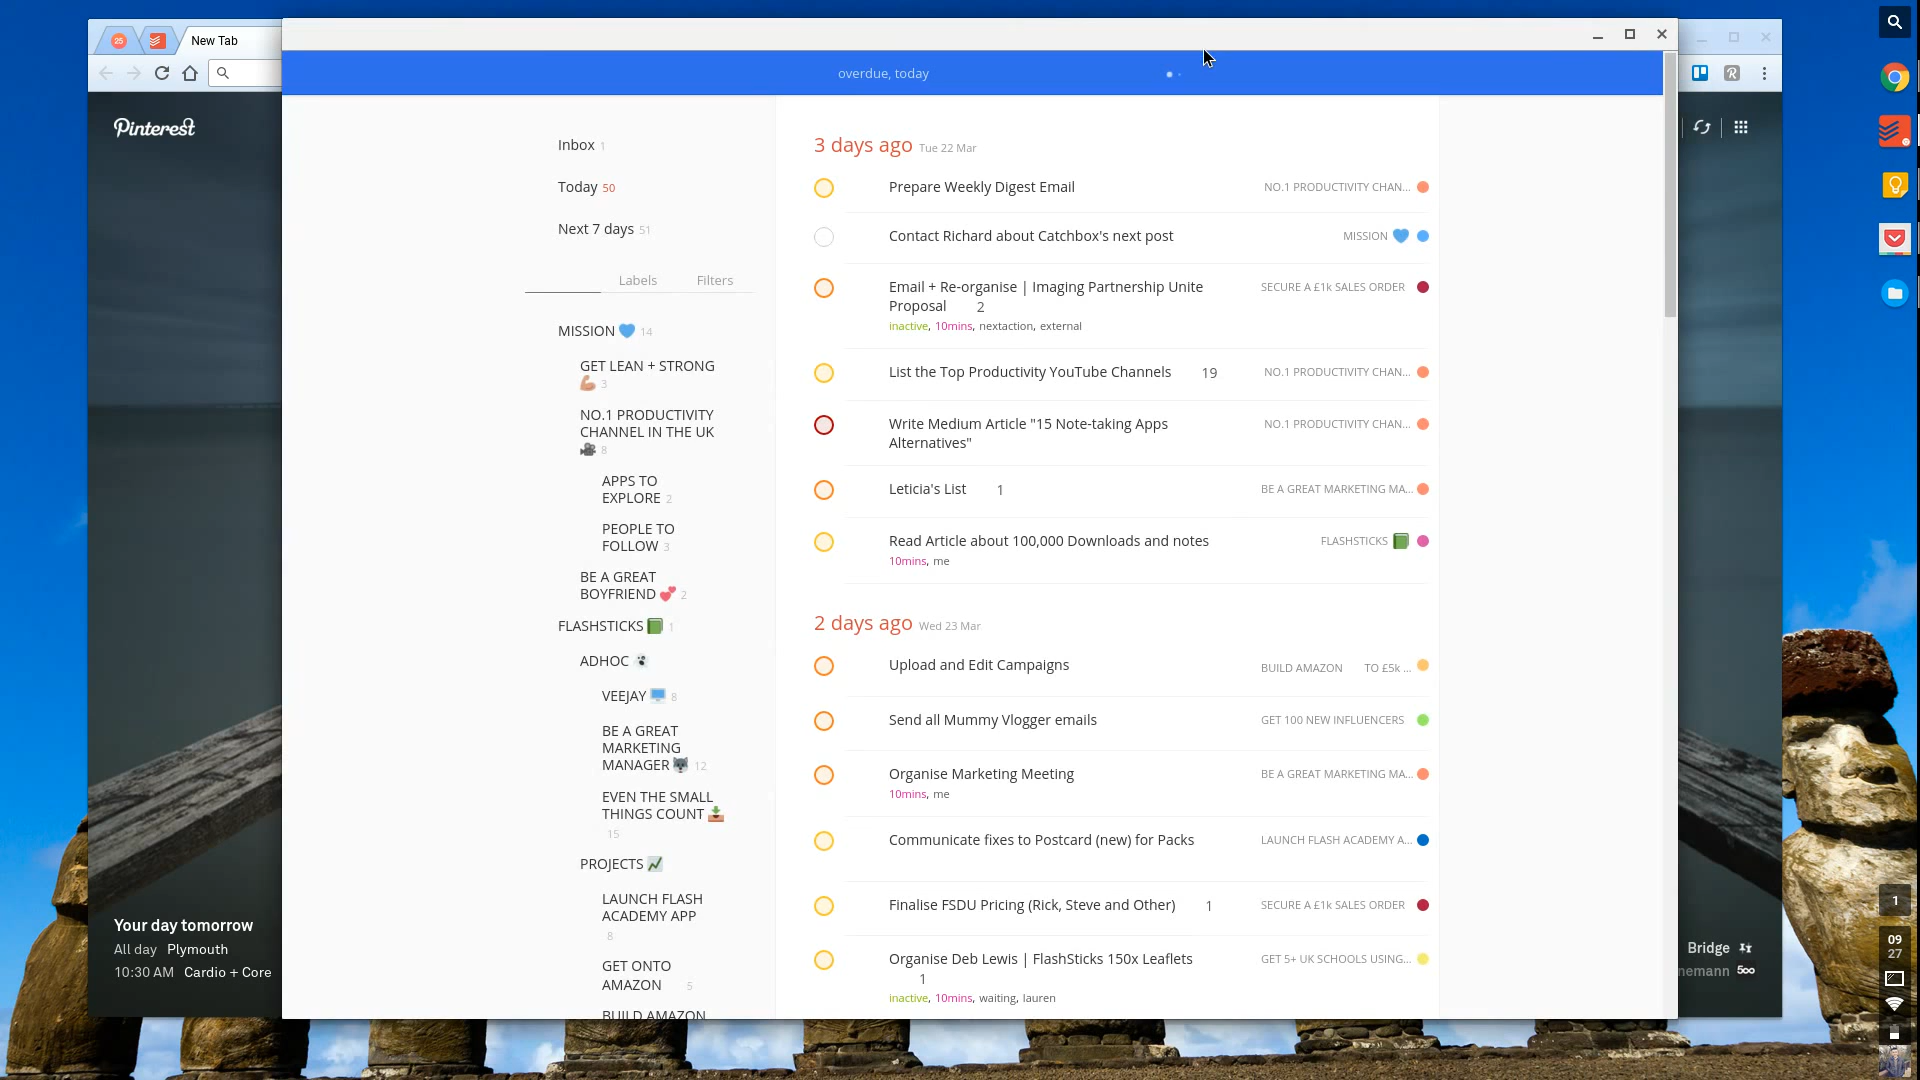 25
New Tab
Pinterest
overdue, today
Inbox 1
Today 50
Next 7 days 51
Labels
Filters
MISSION 💙 14
GET LEAN + STRONG
💪 3
NO.1 PRODUCTIVITY
CHANNEL IN THE UK
🎥 8
APPS TO
EXPLORE 2
PEOPLE TO
FOLLOW 3
BE A GREAT
BOYFRIEND 💕 2
FLASHSTICKS 📗 1
ADHOC
VEEJAY 🖥 8
BE A GREAT
MARKETING
MANAGER 🐺 12
EVEN THE SMALL
THINGS COUNT 📥
15
PROJECTS 📈
LAUNCH FLASH
ACADEMY APP
8
GET ONTO
AMAZON 5
BUILD AMAZON
3 days ago Tue 22 Mar
Prepare Weekly Digest Email NO.1 PRODUCTIVITY CHAN...
Contact Richard about Catchbox's next post MISSION 💙
Email + Re-organise | Imaging Partnership Unite SECURE A £1k SALES ORDER
Proposal 2
inactive, 10mins, nextaction, external
List the Top Productivity YouTube Channels 19 NO.1 PRODUCTIVITY CHAN...
Write Medium Article "15 Note-taking Apps NO.1 PRODUCTIVITY CHAN...
Alternatives"
Leticia's List 1 BE A GREAT MARKETING MA...
Read Article about 100,000 Downloads and notes FLASHSTICKS 📗
10mins, me
2 days ago Wed 23 Mar
Upload and Edit Campaigns BUILD AMAZON TO £5k ...
Send all Mummy Vlogger emails GET 100 NEW INFLUENCERS
Organise Marketing Meeting BE A GREAT MARKETING MA...
10mins, me
Communicate fixes to Postcard (new) for Packs LAUNCH FLASH ACADEMY A...
Finalise FSDU Pricing (Rick, Steve and Other) 1 SECURE A £1k SALES ORDER
Organise Deb Lewis | FlashSticks 150x Leaflets GET 5+ UK SCHOOLS USING...
1
inactive, 10mins, waiting, lauren
Your day tomorrow
All day Plymouth
10:30 AM Cardio + Core
Bridge
nemann 500
1
09
27